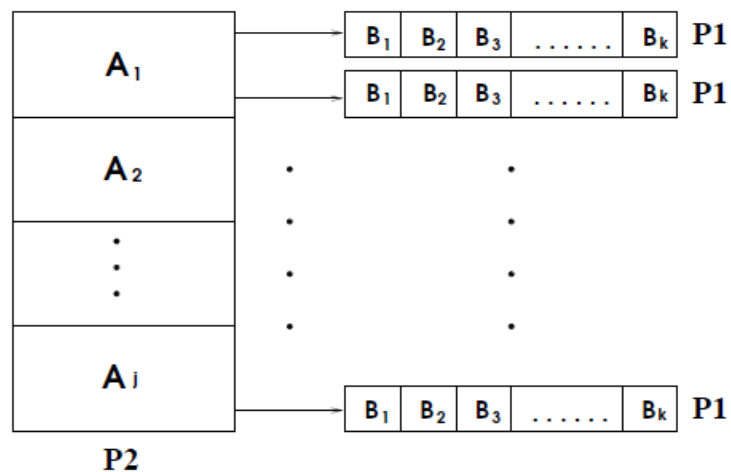 A₁ B₁ B₂ B₃ ...... Bₖ P1
B₁ B₂ B₃ ...... Bₖ P1
A₂
Aⱼ B₁ B₂ B₃ ...... Bₖ P1
P2